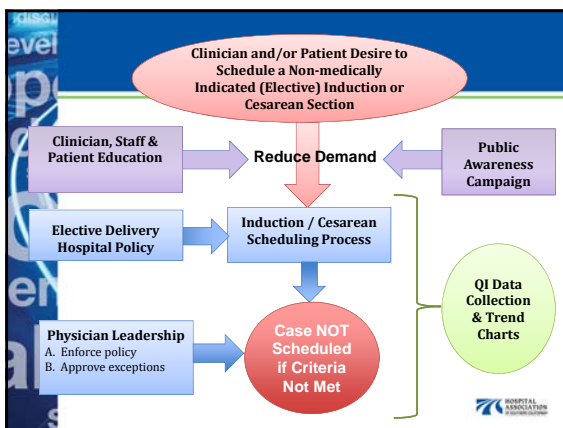 Clinician and/or Patient Desire to
Schedule a Non-medically
Indicated (Elective) Induction or
Cesarean Section
Clinician, Staff &
Patient Education
Reduce Demand
Public
Awareness
Campaign
Elective Delivery
Hospital Policy
Induction / Cesarean
Scheduling Process
QI Data
Collection
& Trend
Charts
Physician Leadership
A. Enforce policy
B. Approve exceptions
Case NOT
Scheduled
if Criteria
Not Met
HOSPITAL
ASSOCIATION